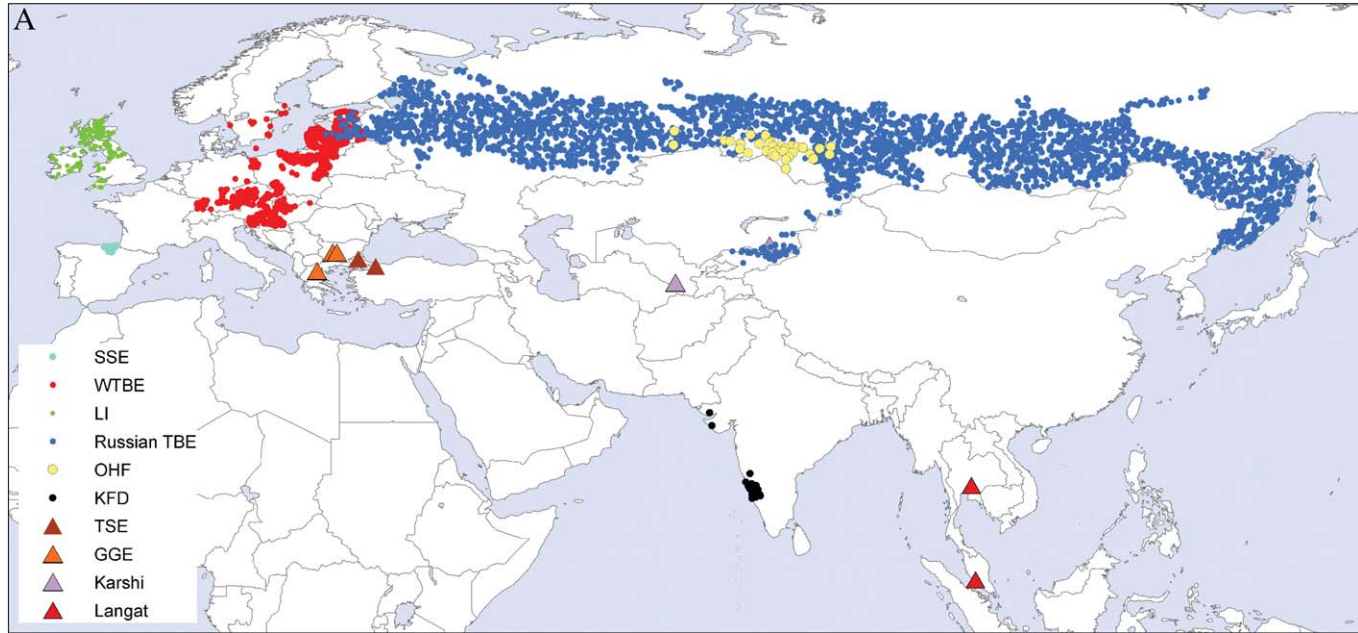 A
SSE
WTBE
LI
Russian TBE
OHF
KFD
TSE
GGE
Karshi
Langat